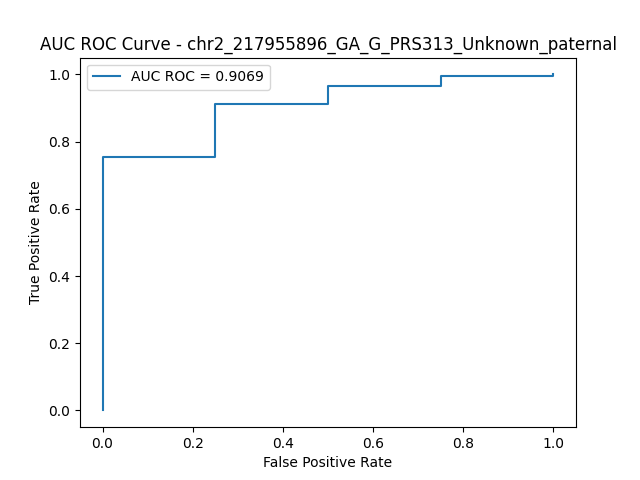 AUC ROC Curve - chr2_217955896_GA_G_PRS313_Unknown_paternal
AUC ROC = 0.9069
1.0
0.8
0.6
0.4
0.2
0.0
True Positive Rate
0.0 0.2 0.4 0.6 0.8 1.0
False Positive Rate